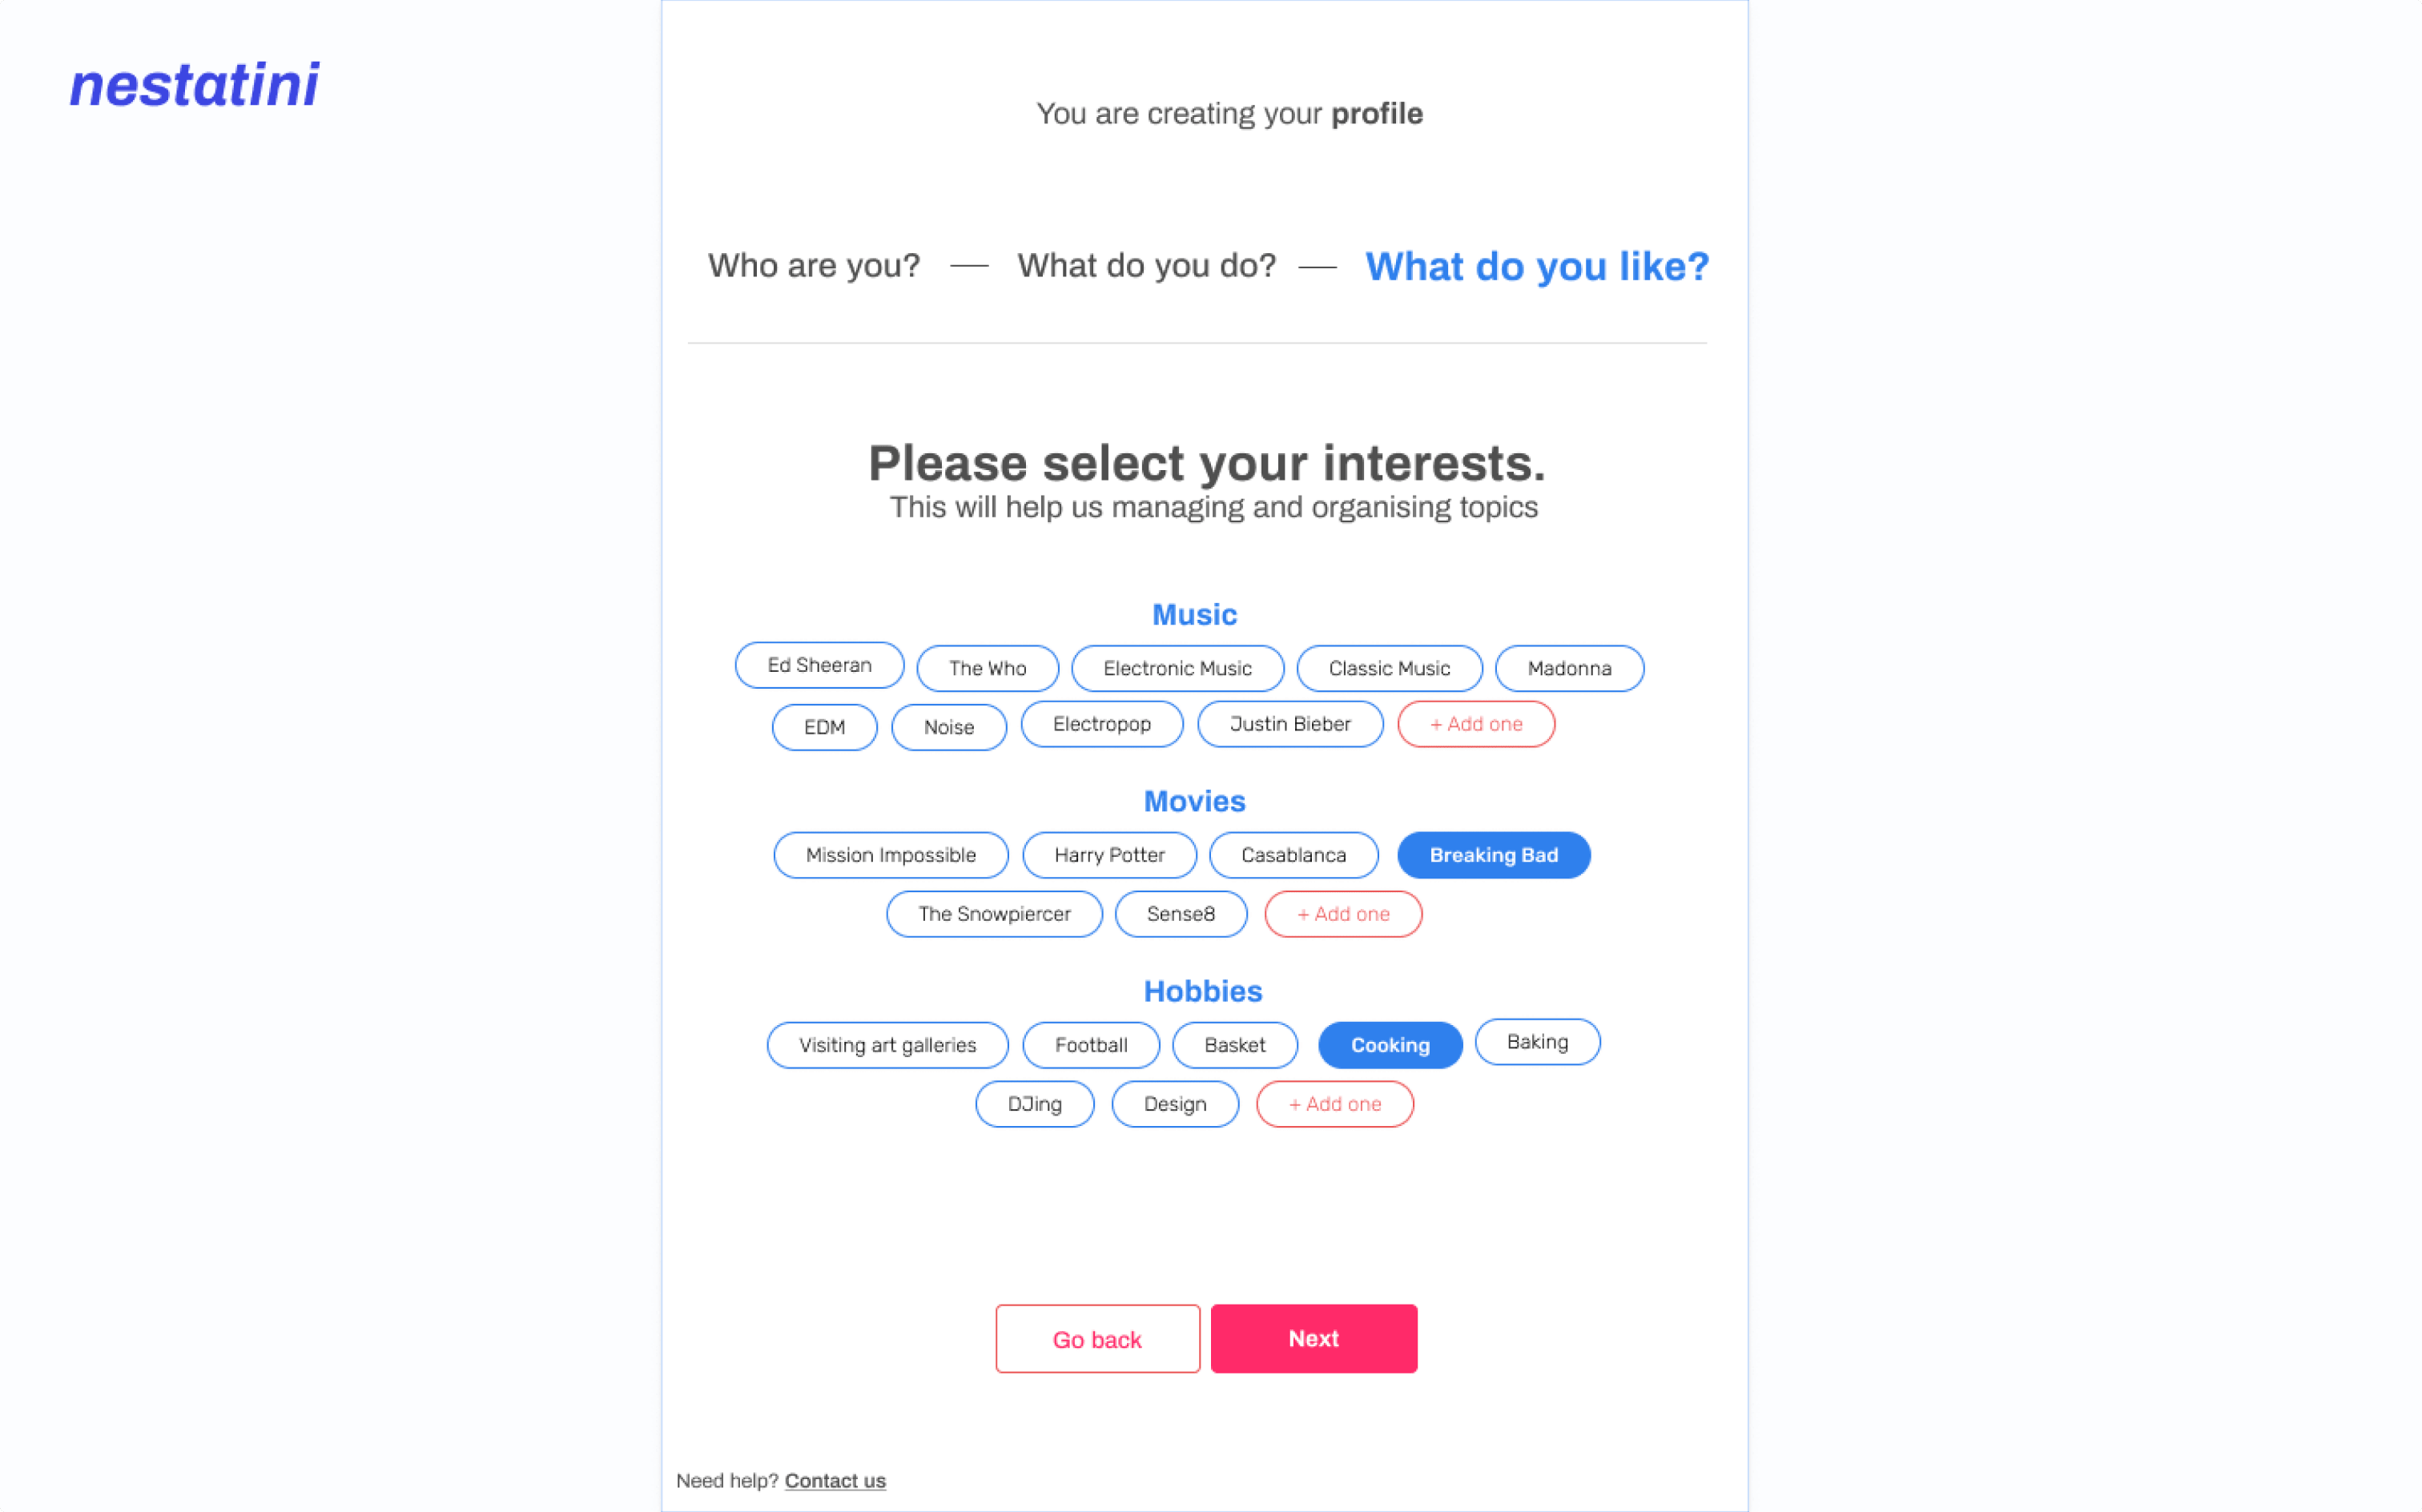 nestatini
You are creating your profile
Who are you? — What do you do? — What do you like?
Please select your interests.
This will help us managing and organising topics
Music
Ed Sheeran The Who Electronic Music Classic Music Madonna
EDM Noise Electropop Justin Bieber + Add one
Movies
Mission Impossible Harry Potter Casablanca Breaking Bad
The Snowpiercer Sense8 + Add one
Hobbies
Visiting art galleries Football Basket Cooking Baking
DJing Design + Add one
Go back Next
Need help? Contact us